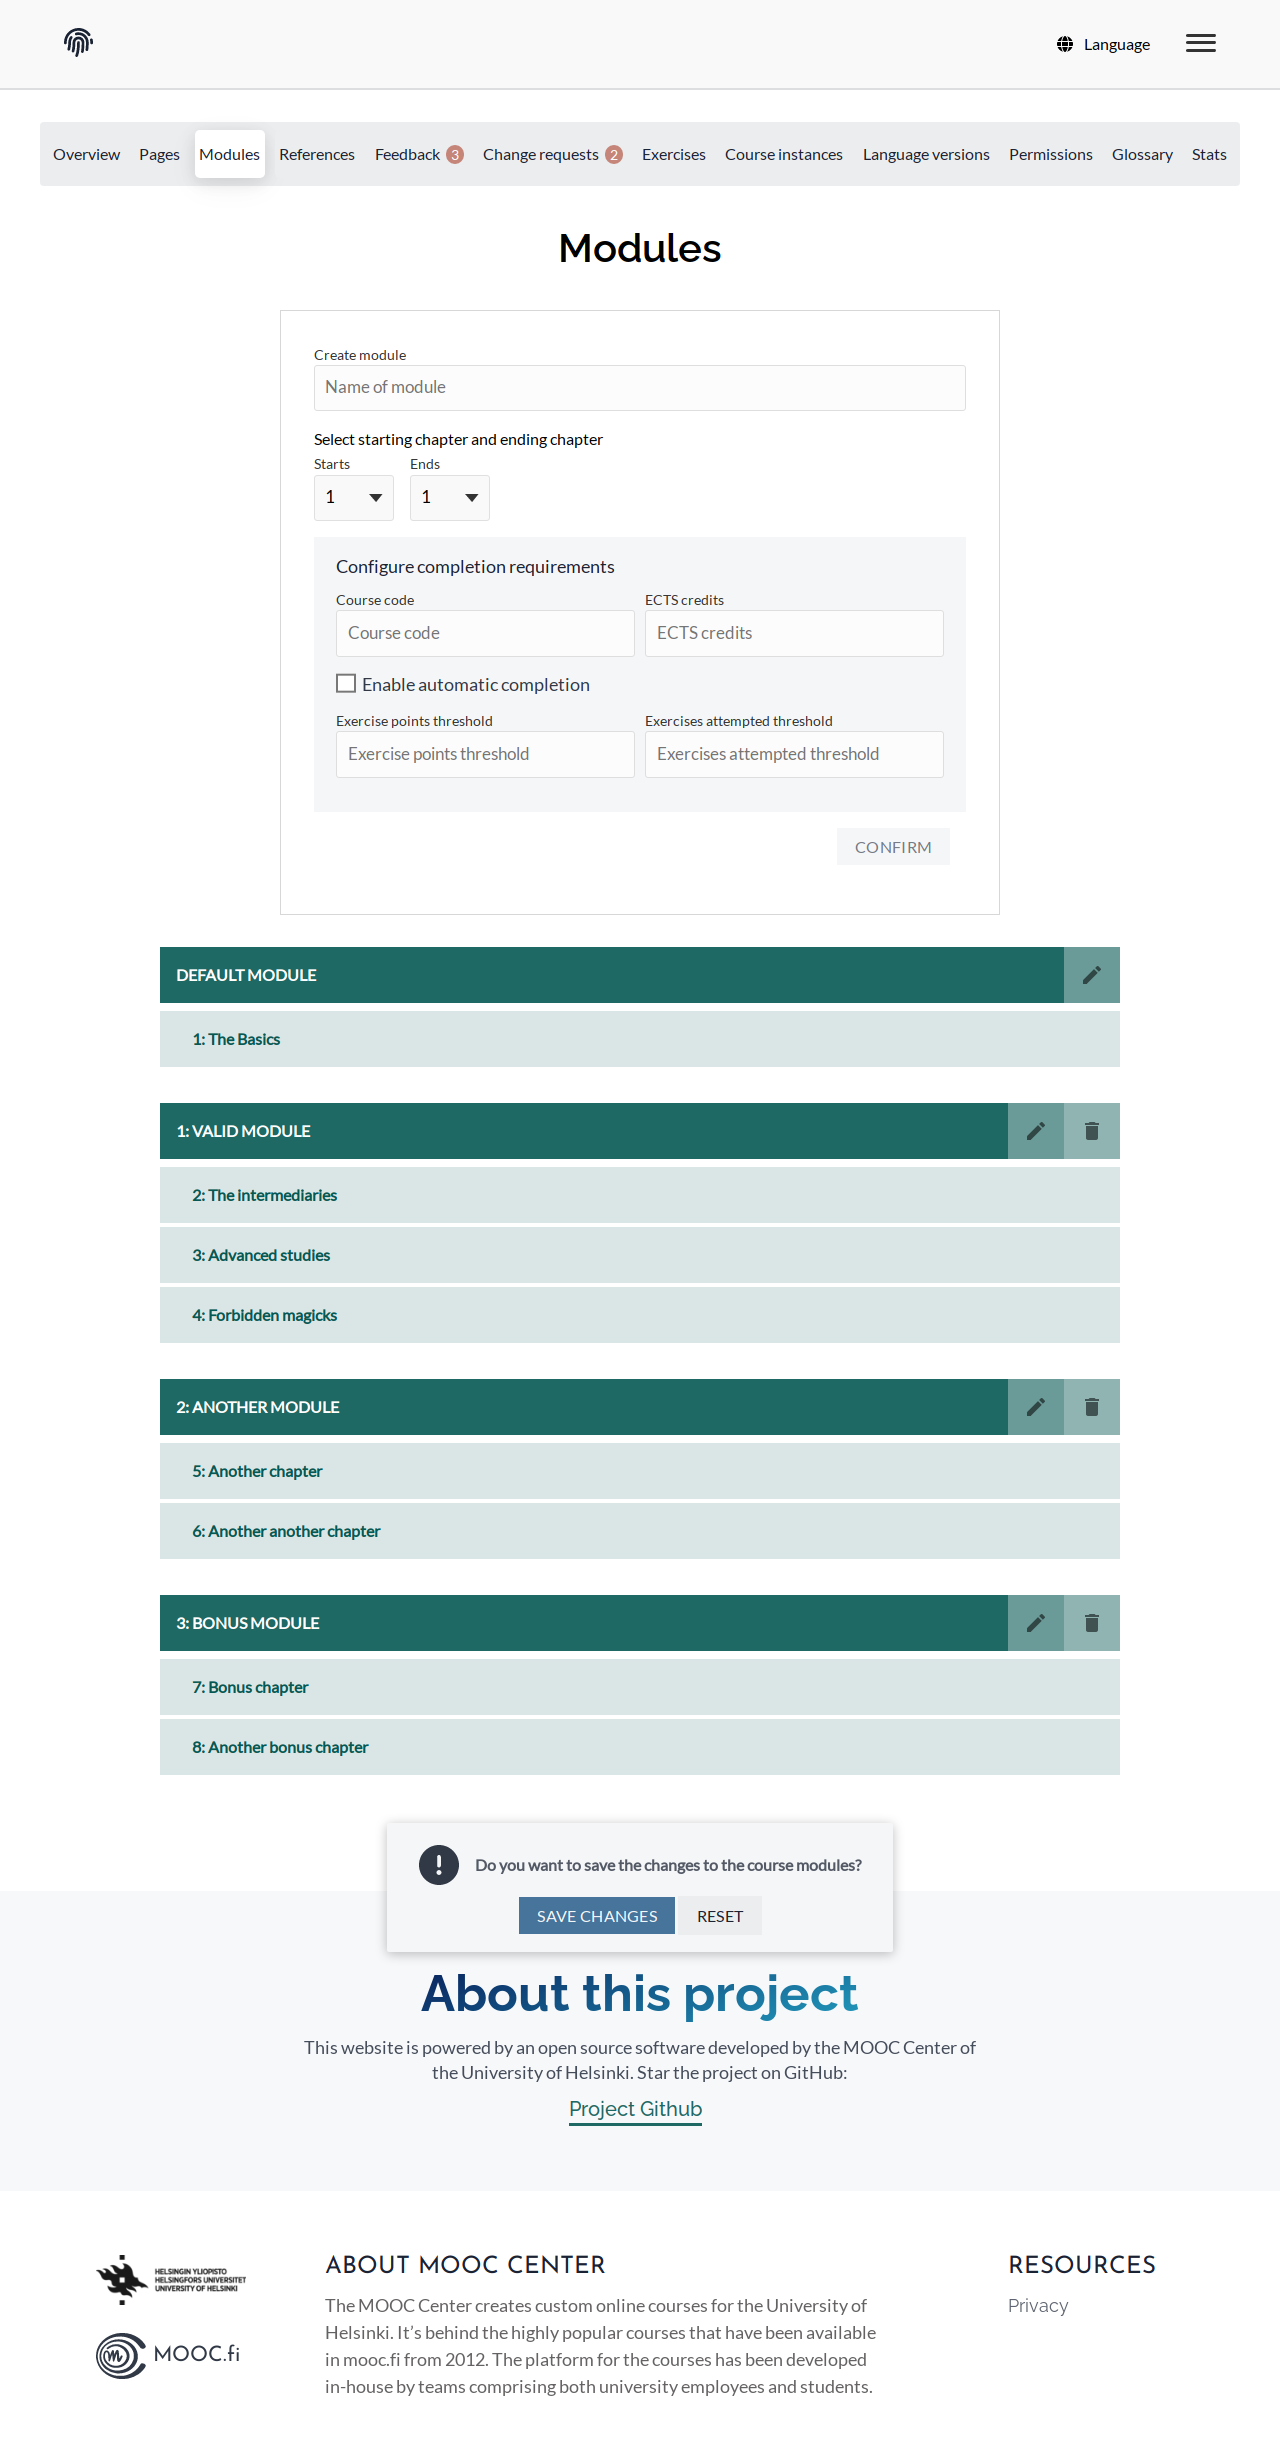 Language
Overview Pages Modules References Feedback 3 Change requests 2 Exercises Course instances Language versions Permissions Glossary Stats
Modules
Create module
Name of module
Select starting chapter and ending chapter
Starts Ends
1 1
Configure completion requirements
Course code ECTS credits
Course code ECTS credits
Enable automatic completion
Exercise points threshold Exercises attempted threshold
Exercise points threshold Exercises attempted threshold
CONFIRM
DEFAULT MODULE
1: The Basics
1: VALID MODULE
2: The intermediaries
3: Advanced studies
4: Forbidden magicks
2: ANOTHER MODULE
5: Another chapter
6: Another another chapter
3: BONUS MODULE
7: Bonus chapter
8: Another bonus chapter
Do you want to save the changes to the course modules?
SAVE CHANGES RESET
About this project
This website is powered by an open source software developed by the MOOC Center of
the University of Helsinki. Star the project on GitHub:
Project Github
HELSINGIN YLIOPISTO
HELSINGFORS UNIVERSITET
UNIVERSITY OF HELSINKI
MOOC.fi
ABOUT MOOC CENTER
The MOOC Center creates custom online courses for the University of
Helsinki. It’s behind the highly popular courses that have been available
in mooc.fi from 2012. The platform for the courses has been developed
in-house by teams comprising both university employees and students.
RESOURCES
Privacy